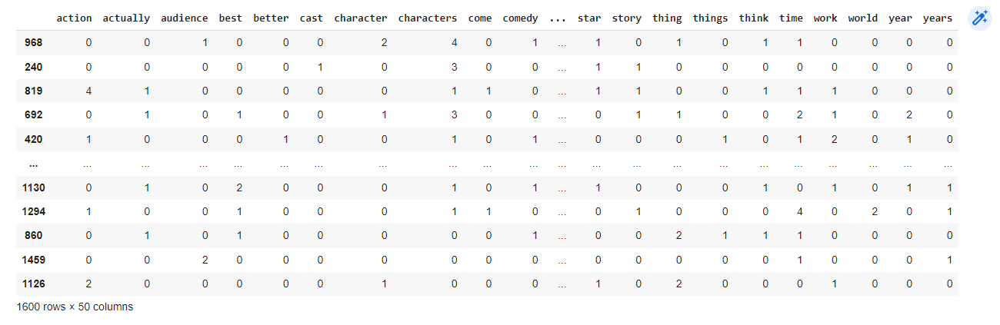 action actually audience best better cast character characters come comedy ... star story thing things think time work world year years
968 0 0 1 0 0 0 2 4 0 1 ... 1 0 1 0 1 1 0 0 0 0
240 0 0 0 0 0 1 0 3 0 0 ... 1 1 0 0 0 0 0 0 0 0
819 4 1 0 0 0 0 0 1 1 0 ... 1 1 0 0 1 1 1 0 0 0
692 0 1 0 1 0 0 1 3 0 0 ... 0 1 1 0 0 2 1 0 2 0
420 1 0 0 0 1 0 0 1 0 1 ... 0 0 0 1 0 1 2 0 1 0
... ... ... ... ... ... ... ... ... ... ... ... ... ... ... ... ... ... ... ... ... ...
1130 0 1 0 2 0 0 0 1 0 1 ... 1 0 0 0 1 0 1 0 1 1
1294 1 0 0 1 0 0 0 1 1 0 ... 0 1 0 0 0 4 0 2 0 1
860 0 1 0 1 0 0 0 0 0 1 ... 0 0 2 1 1 1 0 0 0 0
1459 0 0 2 0 0 0 0 0 0 0 ... 0 0 0 0 0 1 0 0 0 1
1126 2 0 0 0 0 0 1 0 0 0 ... 1 0 2 0 0 0 1 0 0 0
1600 rows × 50 columns